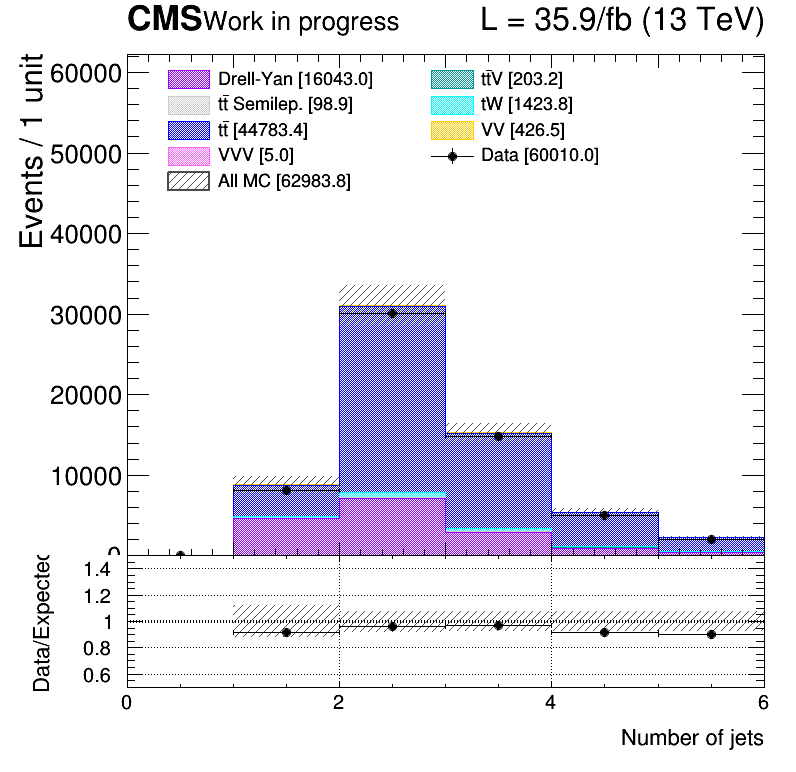 CMS Work in progress L = 35.9/fb (13 TeV)
Events / 1 unit
60000
50000
40000
30000
20000
10000
0
Drell-Yan [16043.0]
tt̄ Semilep. [98.9]
tt̄ [44783.4]
VVV [5.0]
All MC [62983.8]
tt̄V [203.2]
tW [1423.8]
VV [426.5]
Data [60010.0]
Data/Expected
1.4
1.2
1
0.8
0.6
0 2 4 6
Number of jets